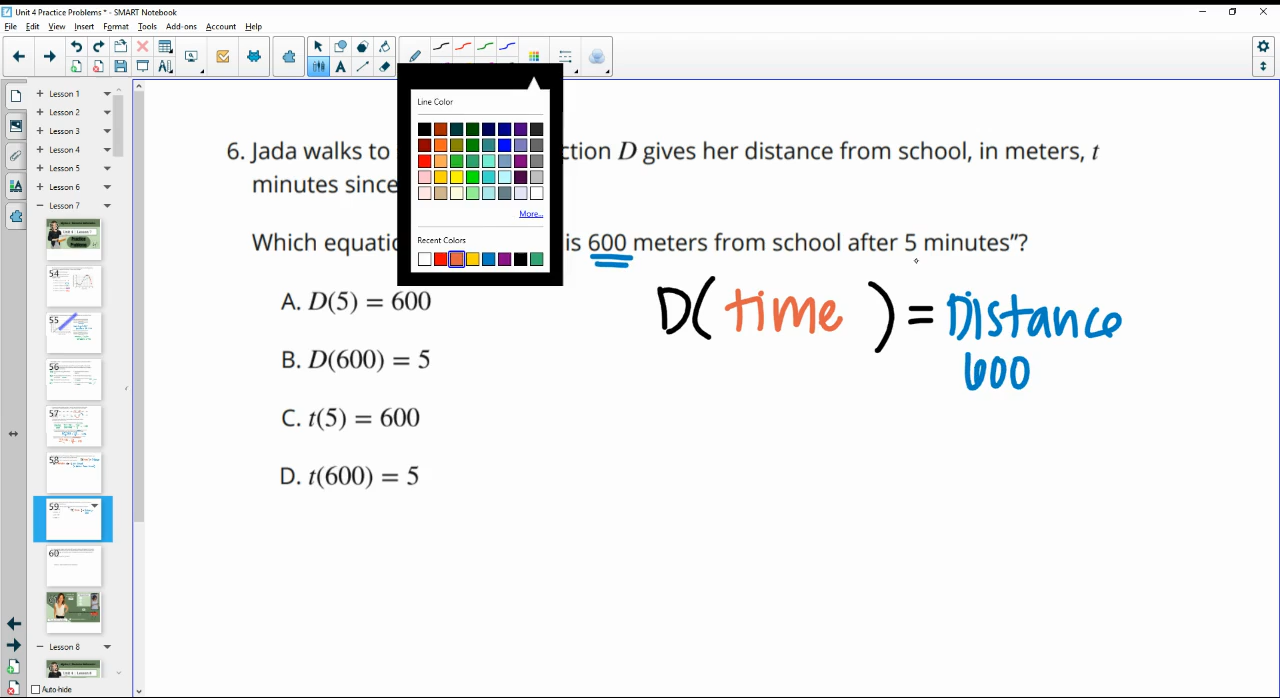 Unit 4 Practice Problems * - SMART Notebook
File Edit View Insert Format Tools Add-ons Account Help
Lesson 1
Lesson 2
Lesson 3
Lesson 4
Lesson 5
Lesson 6
Lesson 7
54
55
56
57
58
59
60
Lesson 8
Auto-hide
Line Color
More...
Recent Colors
6. Jada walks to ction D gives her distance from school, in meters, t
minutes since
Which equatio is 600 meters from school after 5 minutes”?
A. D(5) = 600
B. D(600) = 5
C. t(5) = 600
D. t(600) = 5
D( time ) = Distance
600